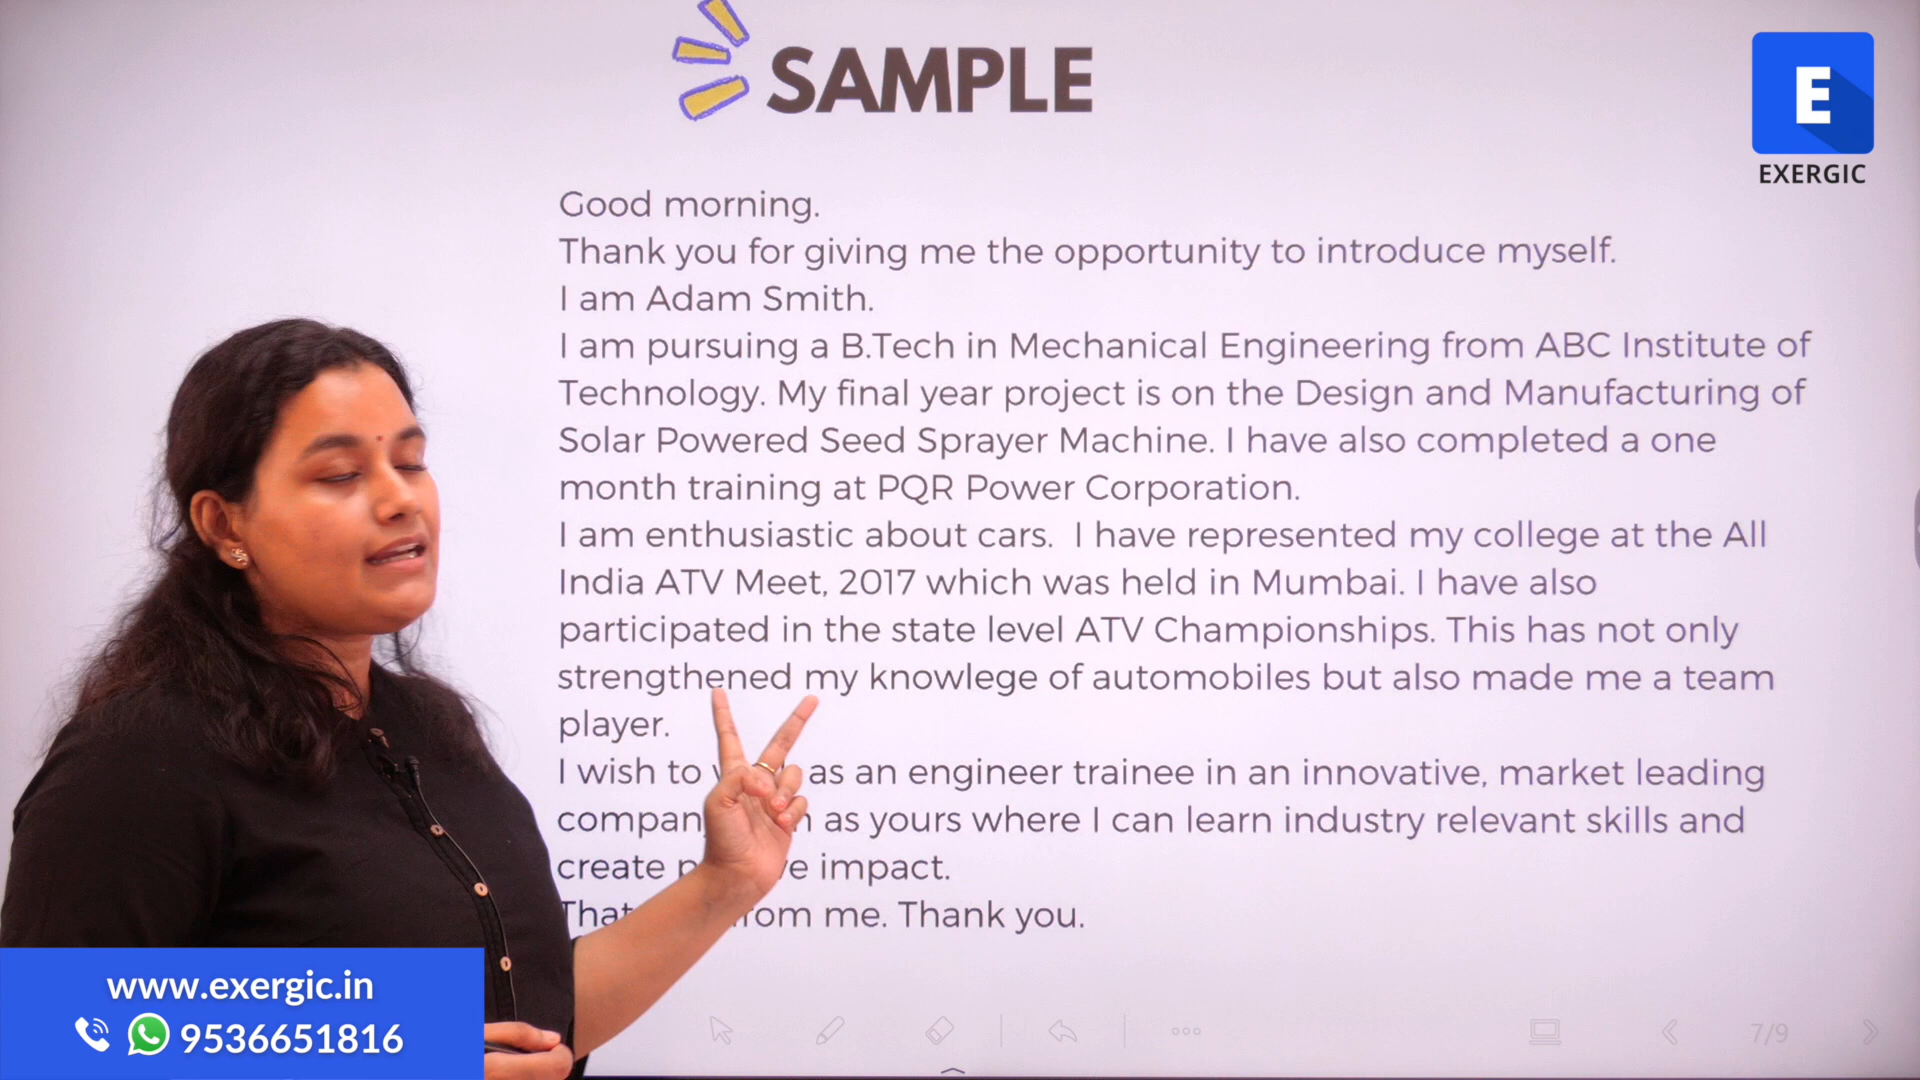 SAMPLE
E
EXERGIC
Good morning.
Thank you for giving me the opportunity to introduce myself.
I am Adam Smith.
I am pursuing a B.Tech in Mechanical Engineering from ABC Institute of
Technology. My final year project is on the Design and Manufacturing of
Solar Powered Seed Sprayer Machine. I have also completed a one
month training at PQR Power Corporation.
I am enthusiastic about cars. I have represented my college at the All
India ATV Meet, 2017 which was held in Mumbai. I have also
participated in the state level ATV Championships. This has not only
strengthened my knowlege of automobiles but also made me a team
player.
I wish to as an engineer trainee in an innovative, market leading
as yours where I can learn industry relevant skills and
create impact.
me. Thank you.
www.exergic.in
9536651816
7/9